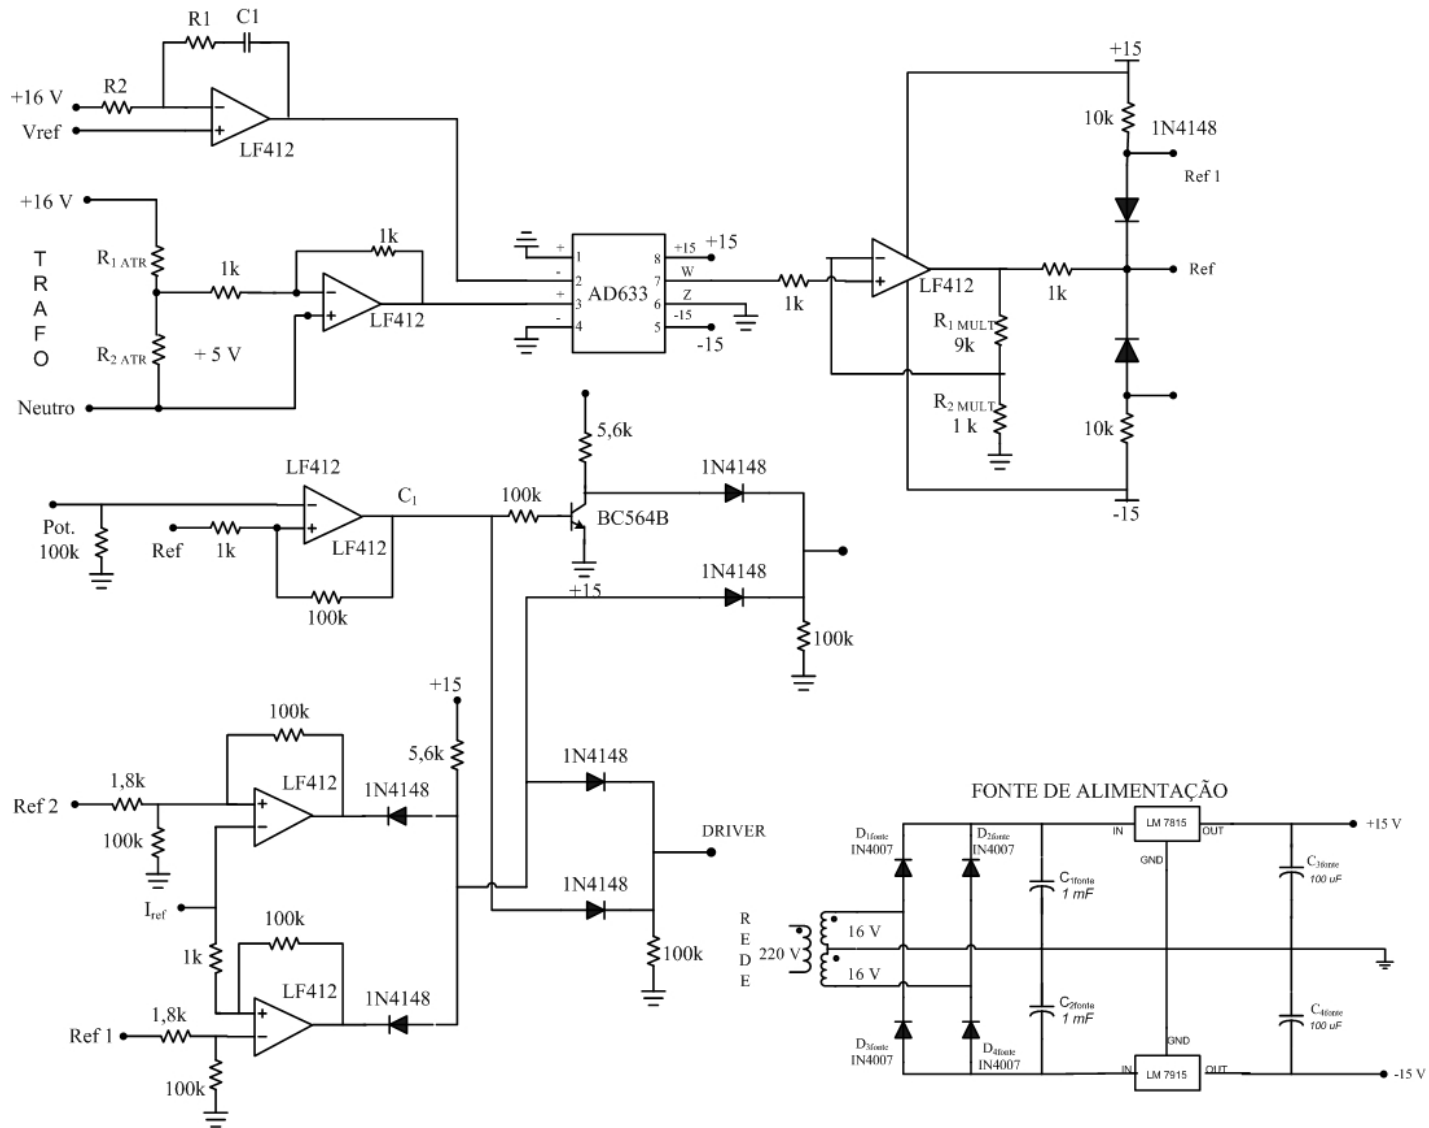 R1
C1
R2
+16 V
Vref
−
+
LF412
+16 V
TRAFO
R1 ATR
R2 ATR
+ 5 V
Neutro
1k
1k
−
+
LF412
+
-
+
-
1
2
3
4
AD633
8
7
6
5
+15
W
Z
-15
+15
-15
1k
−
+
LF412
R1 MULT
9k
R2 MULT
1 k
1k
+15
10k
1N4148
Ref 1
Ref
10k
-15
LF412
Pot.
100k
Ref
1k
−
+
LF412
100k
C1
100k
5,6k
BC564B
+15
1N4148
1N4148
100k
+15
5,6k
100k
1,8k
Ref 2
100k
+
−
LF412
1N4148
Iref
1k
100k
+
−
LF412
1N4148
1,8k
Ref 1
100k
1N4148
1N4148
DRIVER
100k
FONTE DE ALIMENTAÇÃO
REDE
220 V
16 V
16 V
D1fonte
IN4007
D2fonte
IN4007
D3fonte
IN4007
D4fonte
IN4007
C1fonte
1 mF
C2fonte
1 mF
IN
LM 7815
OUT
GND
GND
IN
LM 7915
OUT
C3fonte
100 uF
C4fonte
100 uF
+15 V
-15 V